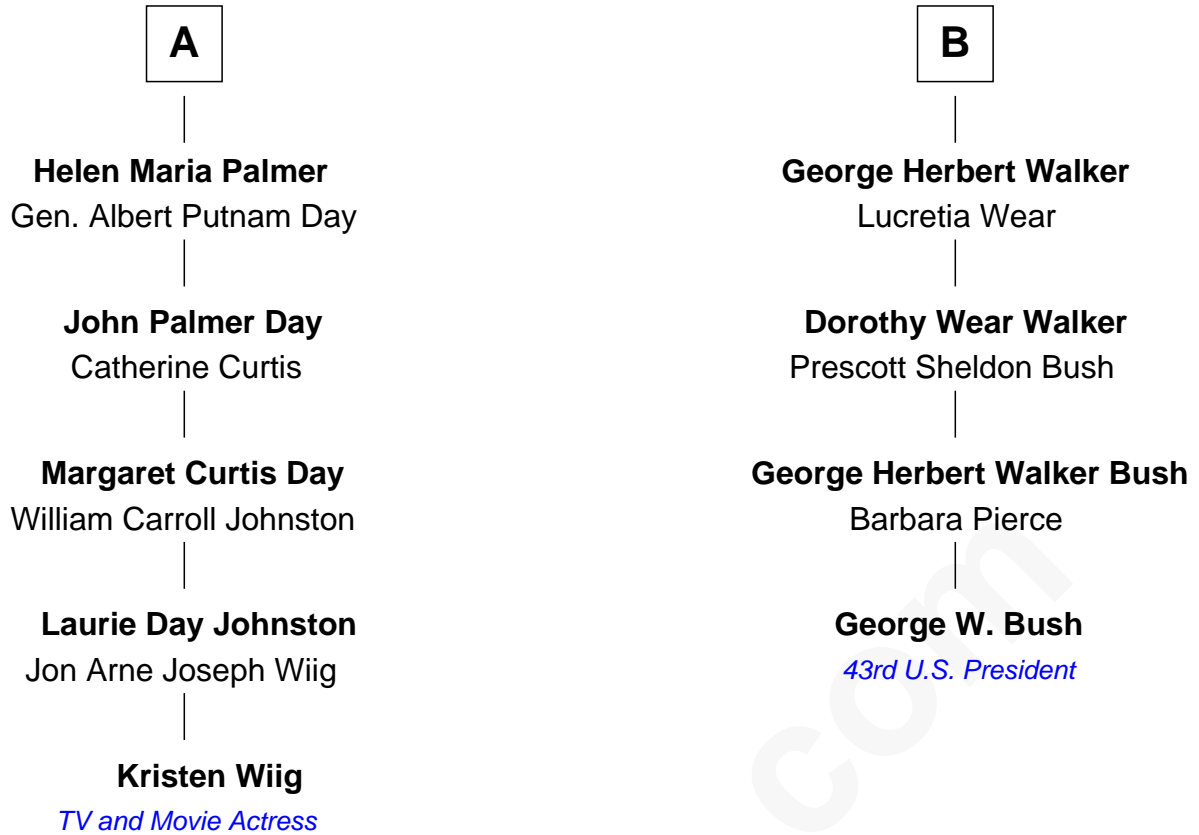 A
Helen Maria Palmer
Gen. Albert Putnam Day
John Palmer Day
Catherine Curtis
Margaret Curtis Day
William Carroll Johnston
Laurie Day Johnston
Jon Arne Joseph Wiig
Kristen Wiig
TV and Movie Actress
B
George Herbert Walker
Lucretia Wear
Dorothy Wear Walker
Prescott Sheldon Bush
George Herbert Walker Bush
Barbara Pierce
George W. Bush
43rd U.S. President
com